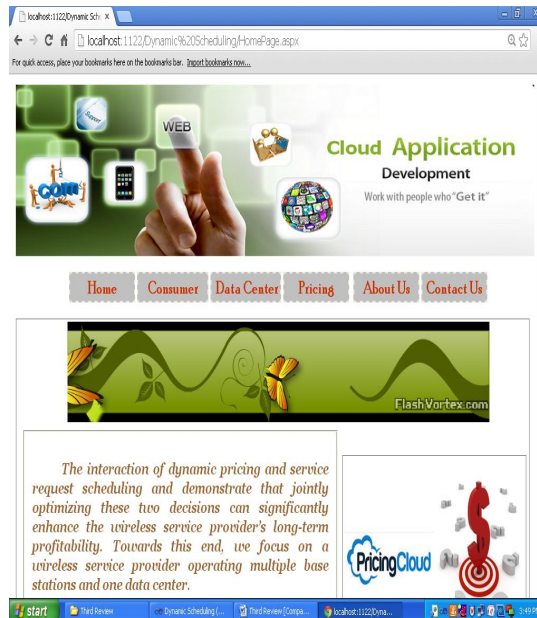 localhost:1122/Dynamic Sch
localhost:1122/Dynamic%20Scheduling/HomePage.aspx
For quick access, place your bookmarks here on the bookmarks bar. Import bookmarks now...
Support
WEB
.com
Cloud Application
Development
Work with people who "Get it"
Home Consumer Data Center Pricing About Us Contact Us
FlashVortex.com
The interaction of dynamic pricing and service
request scheduling and demonstrate that jointly
optimizing these two decisions can significantly
enhance the wireless service provider's long-term
profitability. Towards this end, we focus on a
wireless service provider operating multiple base
stations and one data center.
PricingCloud
start Third Review Dynamic Scheduling (... Third Review [Compa... localhost:1122/Dyna... 3:49 PM